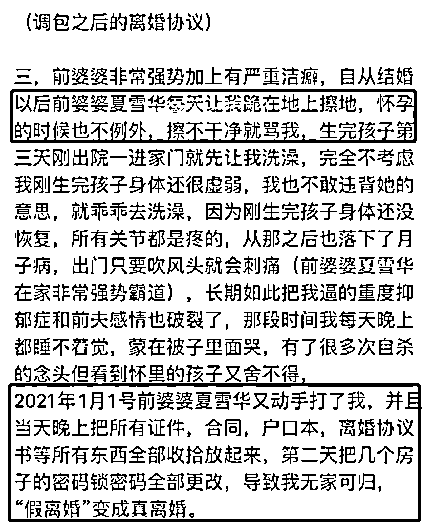 （调包之后的离婚协议）
三，前婆婆非常强势加上有严重洁癖，自从结婚
以后前婆婆夏雪华每天让我跪在地上擦地，怀孕
的时候也不例外，擦不干净就骂我，生完孩子第
三天刚出院一进家门就先让我洗澡，完全不考虑
我刚生完孩子身体还很虚弱，我也不敢违背她的
意思，就乖乖去洗澡，因为刚生完孩子身体还没
恢复，所有关节都是疼的，从那之后也落下了月
子病，出门只要吹风头就会刺痛（前婆婆夏雪华
在家非常强势霸道），长期如此把我逼的重度抑
郁症和前夫感情也破裂了，那段时间我每天晚上
都睡不着觉，蒙在被子里面哭，有了很多次自杀
的念头但看到怀里的孩子又舍不得，
2021年1月1号前婆婆夏雪华又动手打了我，并且
当天晚上把所有证件，合同，户口本，离婚协议
书等所有东西全部收拾放起来，第二天把几个房
子的密码锁密码全部更改，导致我无家可归，
“假离婚”变成真离婚。